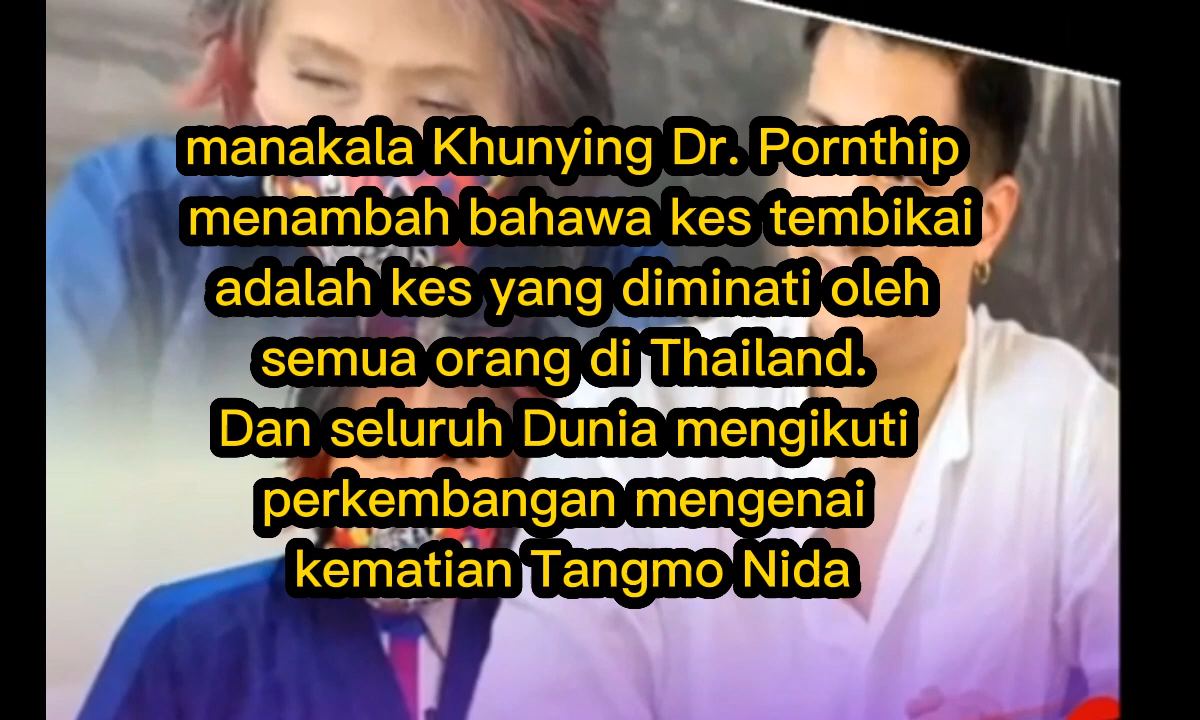 manakala Khunying Dr. Pornthip
menambah bahawa kes tembikai
adalah kes yang diminati oleh
semua orang di Thailand.
Dan seluruh Dunia mengikuti
perkembangan mengenai
kematian Tangmo Nida